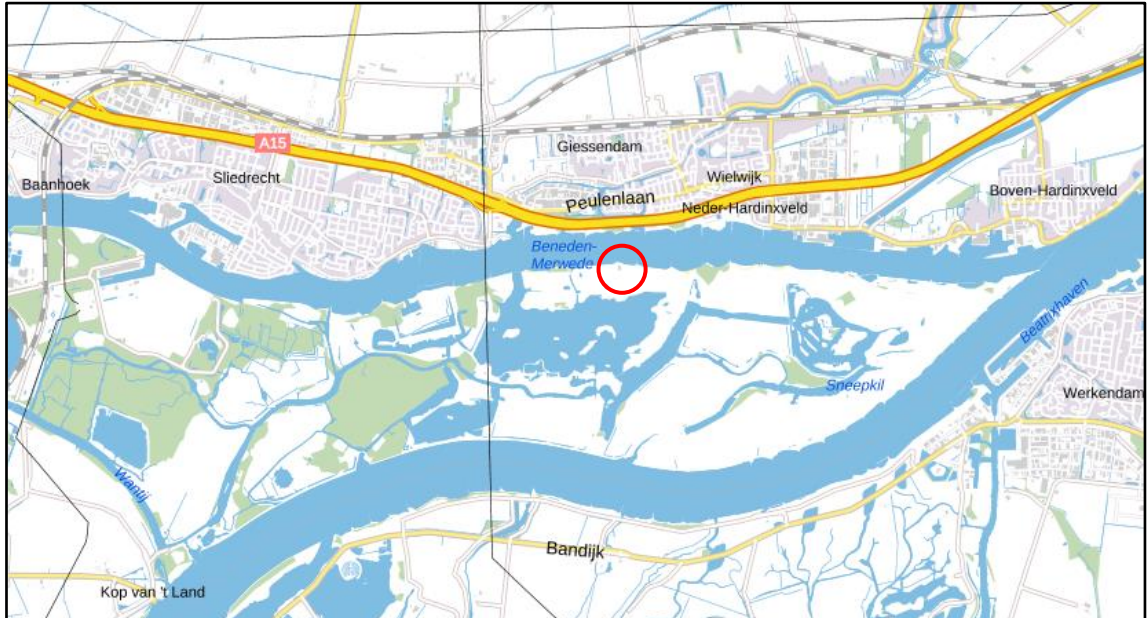 A15
Giessendam
Baanhoek
Sliedrecht
Wielwijk
Boven-Hardinxveld
Peulenlaan
Neder-Hardinxveld
Beneden-
Merwede
Beatrixhaven
Sneepkil
Werkendam
Wantij
Bandijk
Kop van 't Land